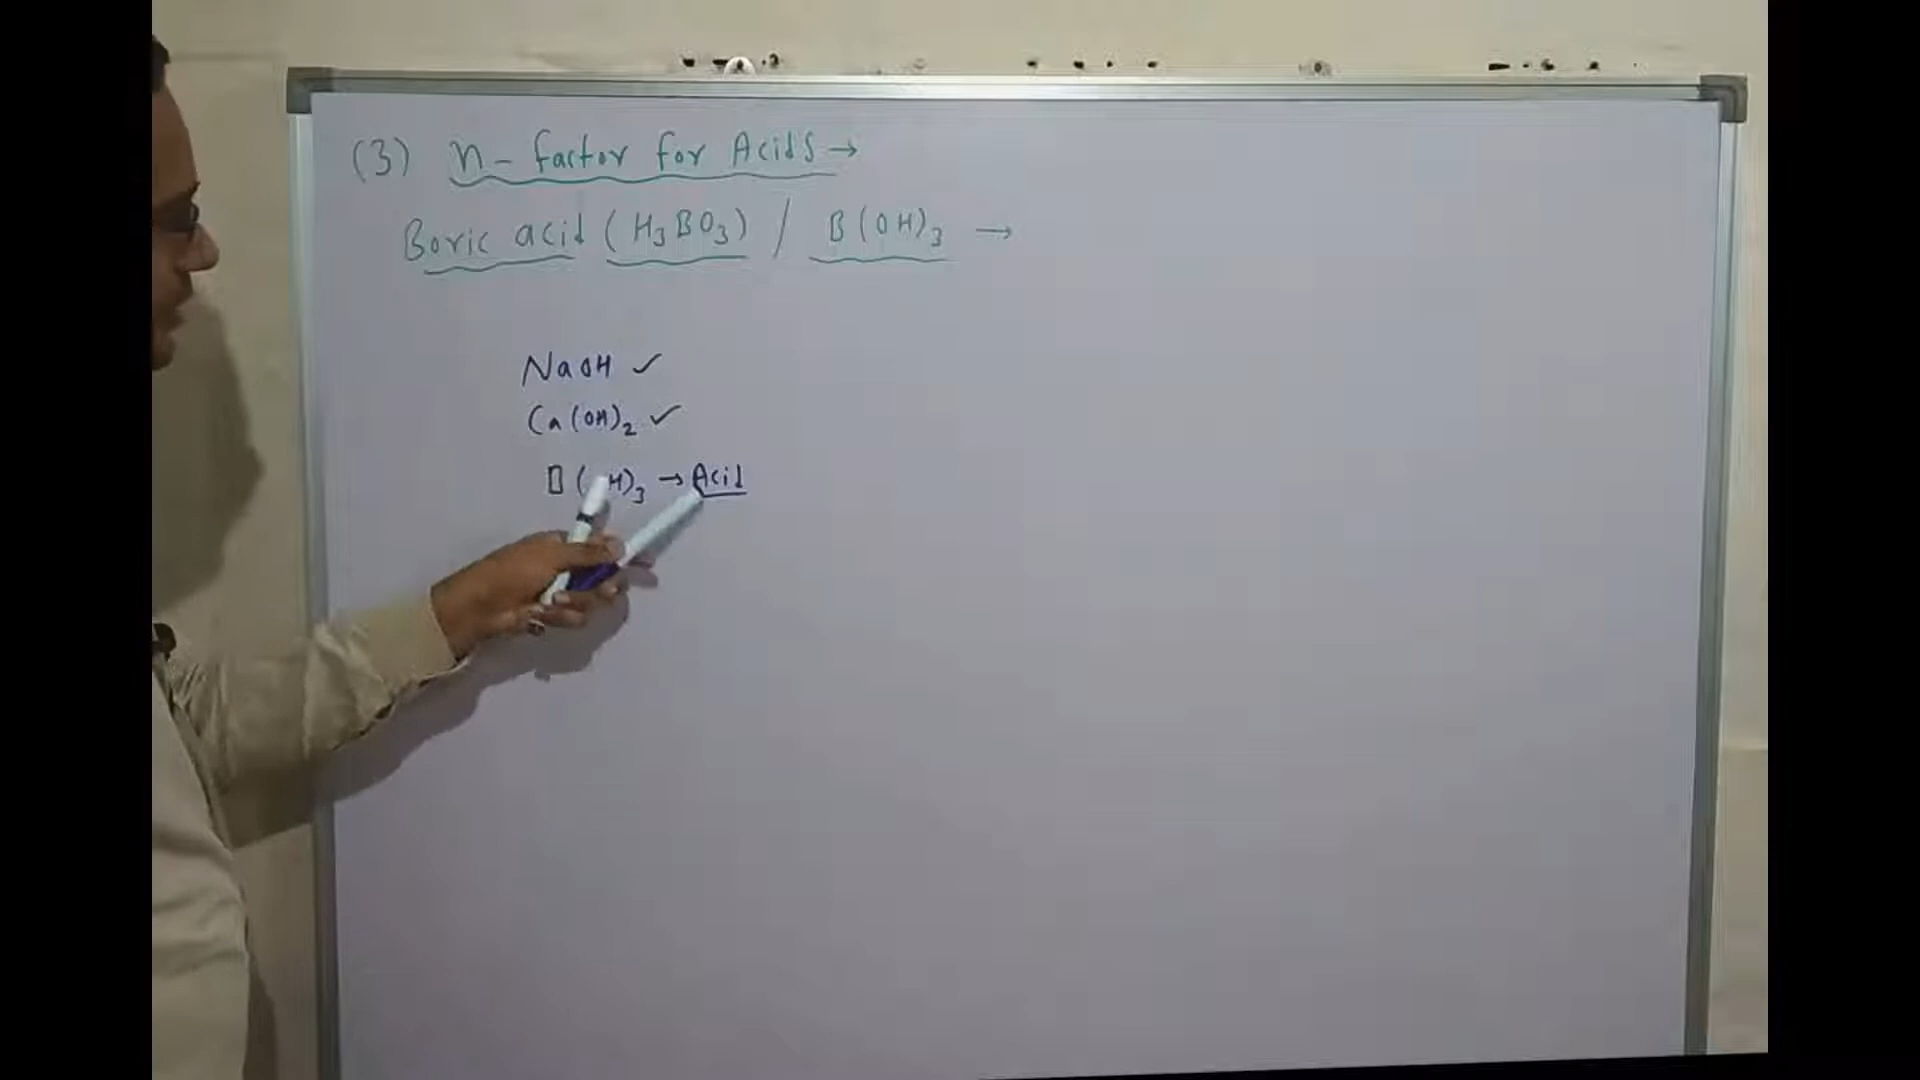 (3) n - factor for Acids →
Boric acid (H₃BO₃) / B(OH)₃ →
NaOH ✓
Ca(OH)₂ ✓
B(OH)₃ → Acid